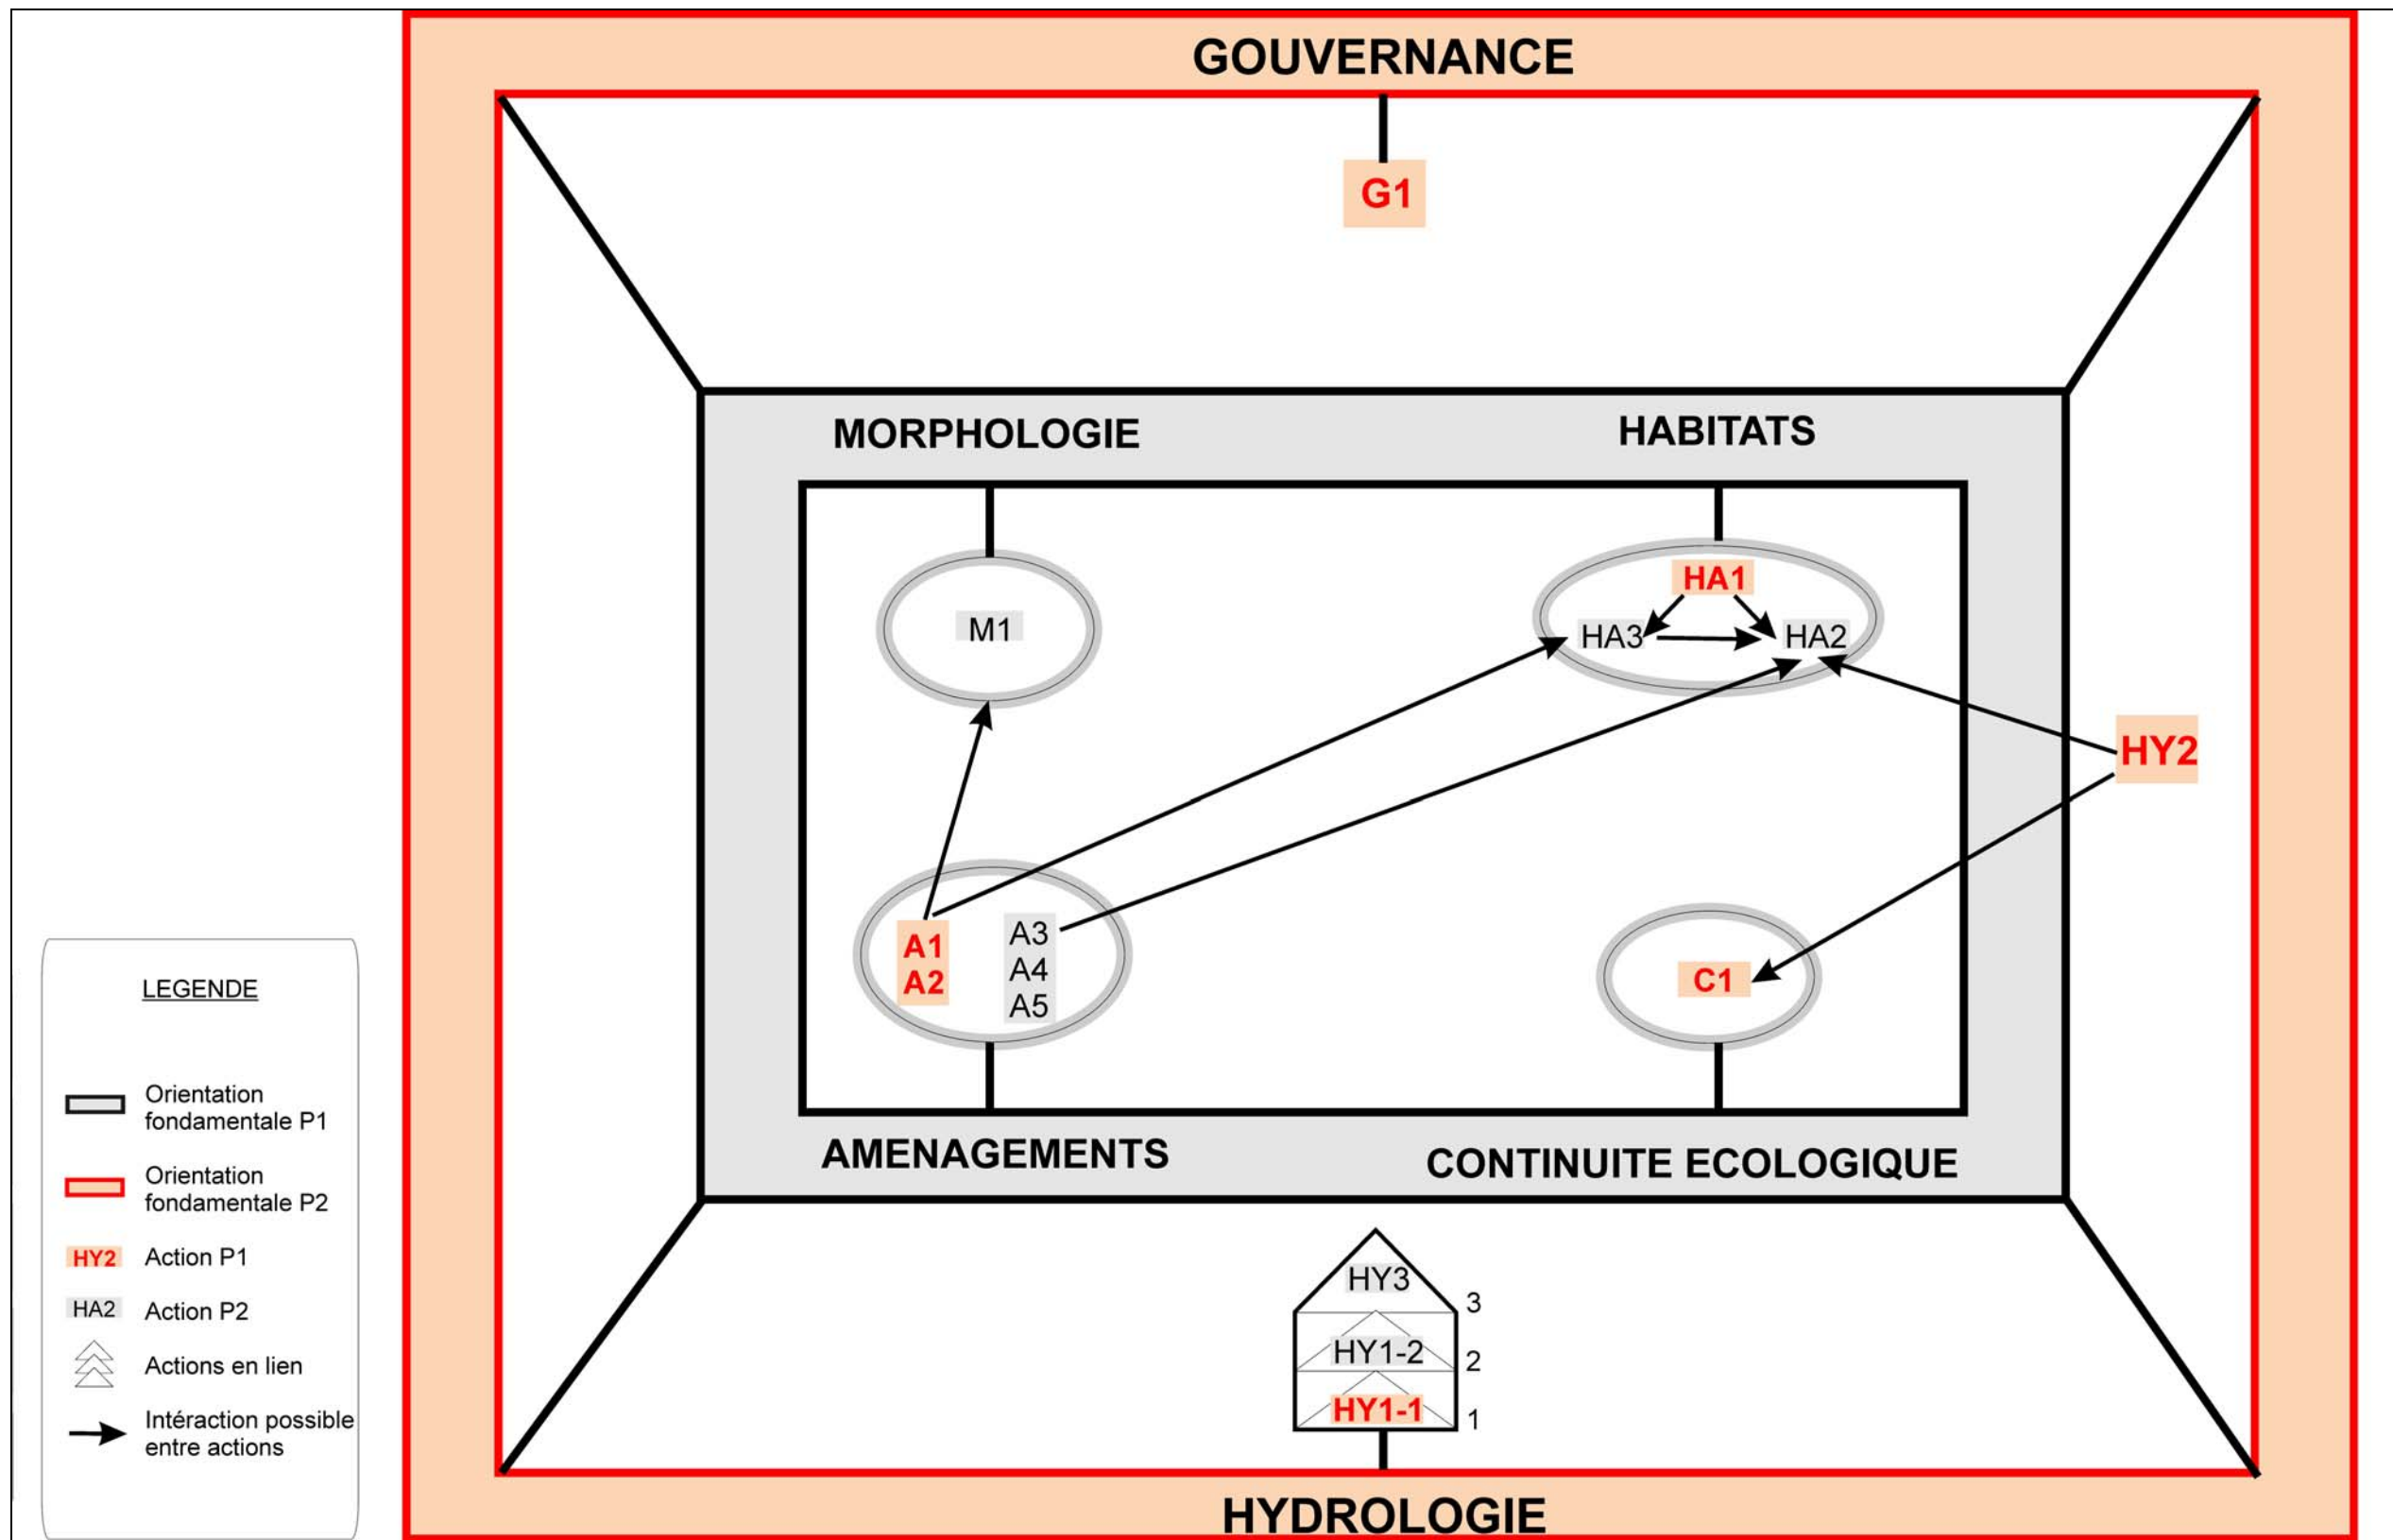 GOUVERNANCE
G1
MORPHOLOGIE
HABITATS
HA1
M1
HA3
HA2
HY2
A1
A2
A3
A4
A5
C1
AMENAGEMENTS
CONTINUITE ECOLOGIQUE
HY3
3
HY1-2
2
HY1-1
1
HYDROLOGIE
LEGENDE
Orientation
fondamentale P1
Orientation
fondamentale P2
HY2 Action P1
HA2 Action P2
Actions en lien
Intéraction possible
entre actions